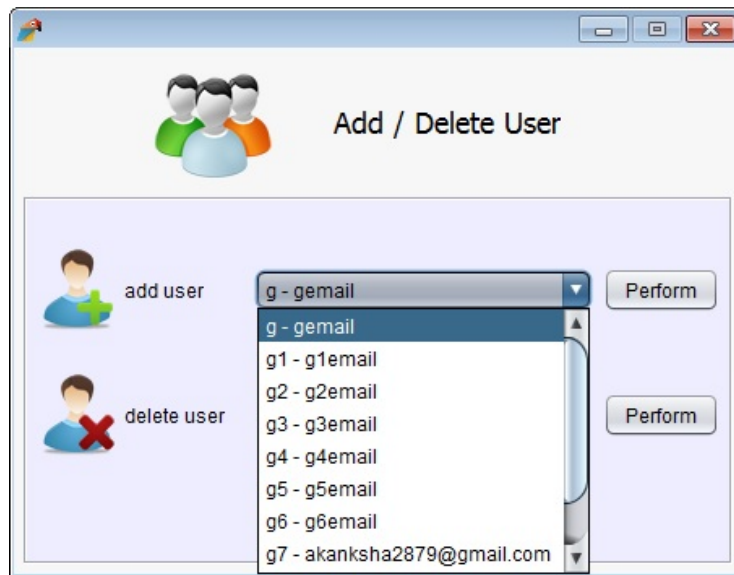 Add / Delete User
add user
g - gemail
Perform
g - gemail
g1 - g1email
g2 - g2email
g3 - g3email
delete user
Perform
g4 - g4email
g5 - g5email
g6 - g6email
g7 - akanksha2879@gmail.com